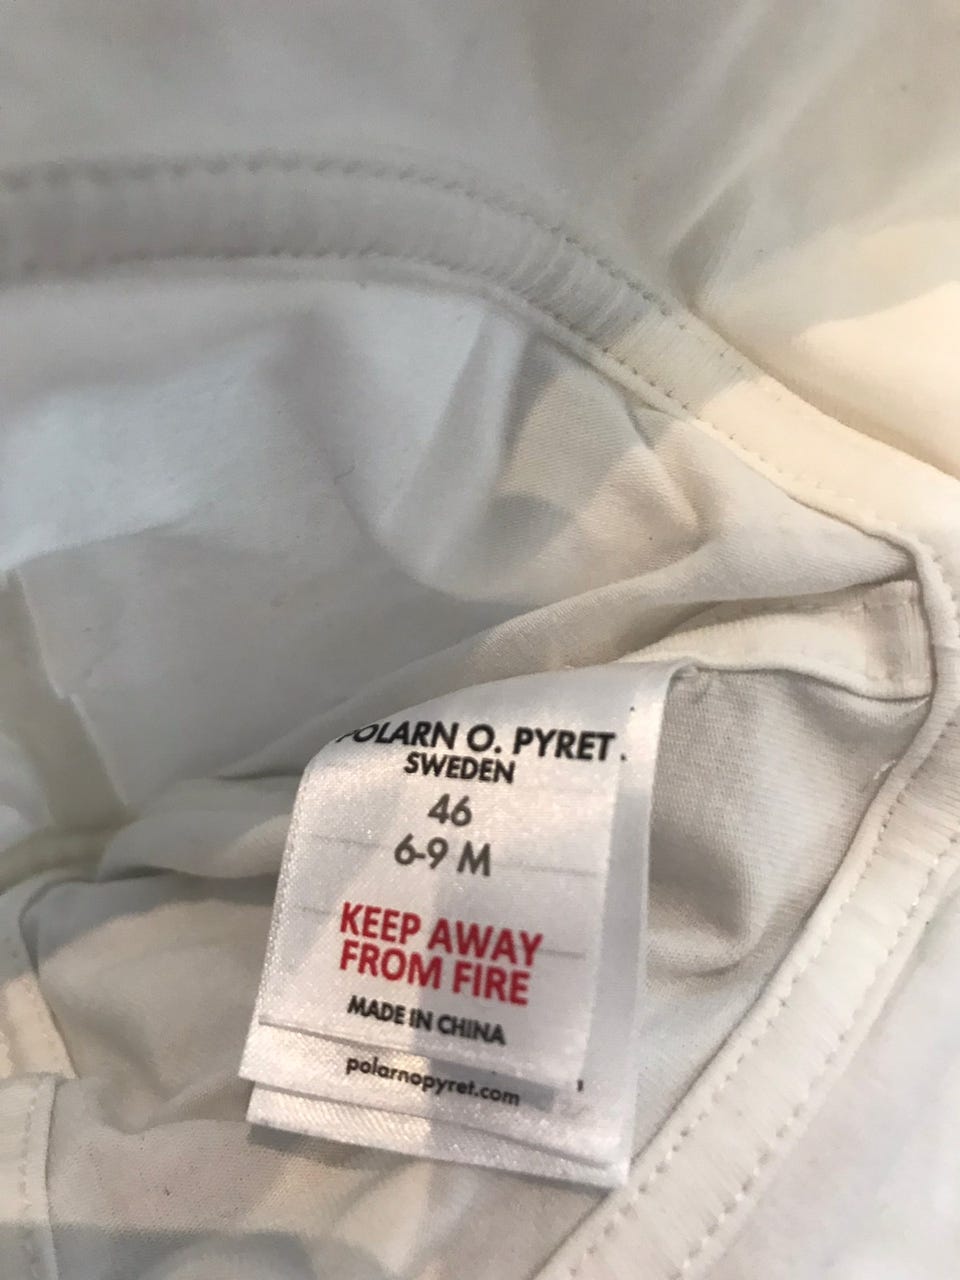 POLARN O. PYRET.
SWEDEN
46
6-9 M
KEEP AWAY
FROM FIRE
MADE IN CHINA
polarnopyret.com